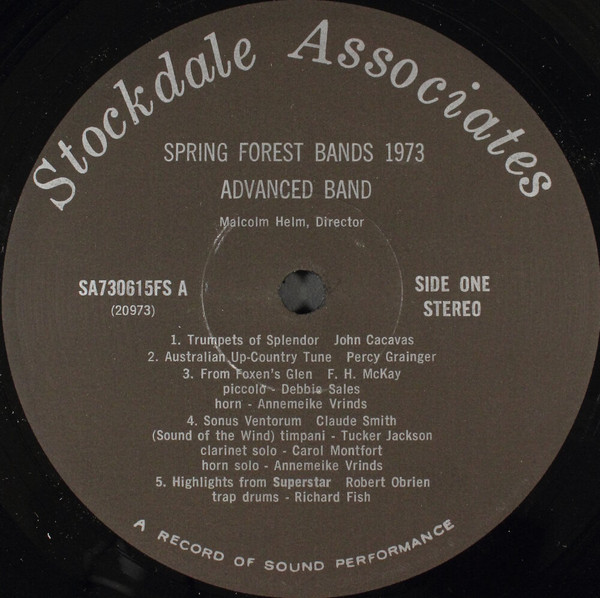 Stockdale Associates
SPRING FOREST BANDS 1973
ADVANCED BAND
Malcolm Helm, Director
SA730615FS A
(20973)
SIDE ONE
STEREO
1. Trumpets of Splendor John Cacavas
2. Australian Up-Country Tune Percy Grainger
3. From Foxen's Glen F. H. McKay
piccolo - Debbie Sales
horn - Annemeike Vrinds
4. Sonus Ventorum Claude Smith
(Sound of the Wind) timpani - Tucker Jackson
clarinet solo - Carol Montfort
horn solo - Annemeike Vrinds
5. Highlights from Superstar Robert Obrien
trap drums - Richard Fish
A RECORD OF SOUND PERFORMANCE